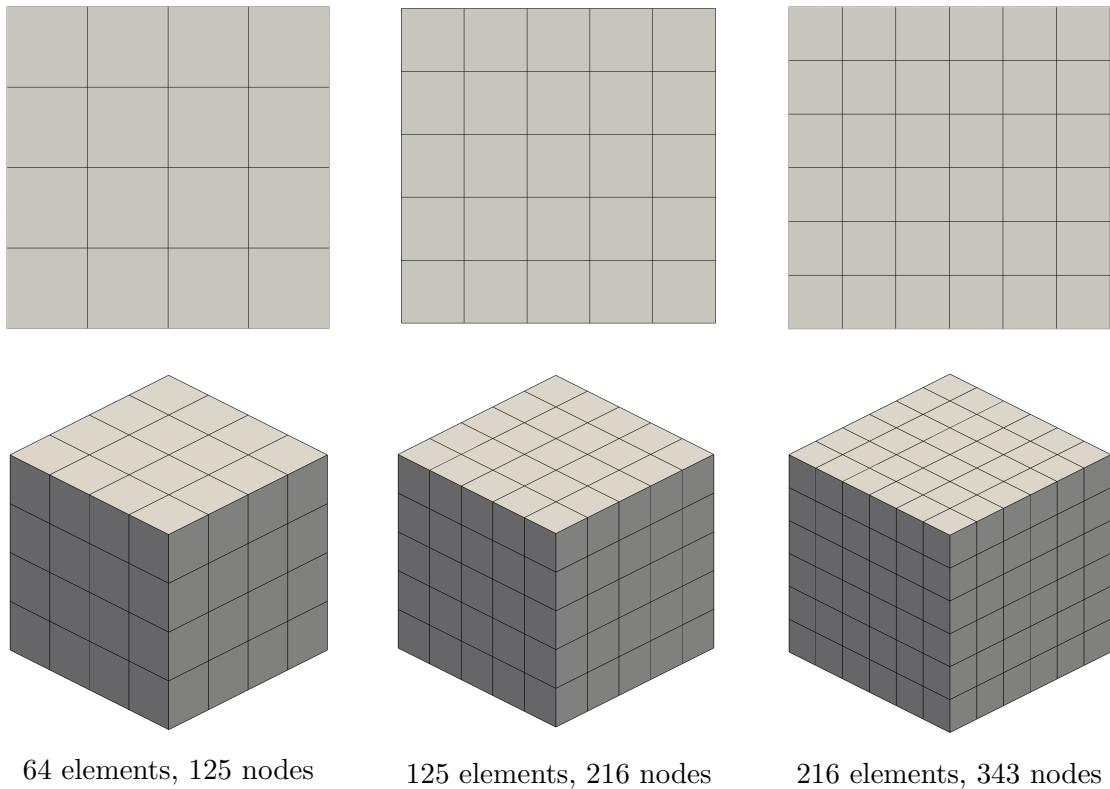 64 elements, 125 nodes
125 elements, 216 nodes
216 elements, 343 nodes